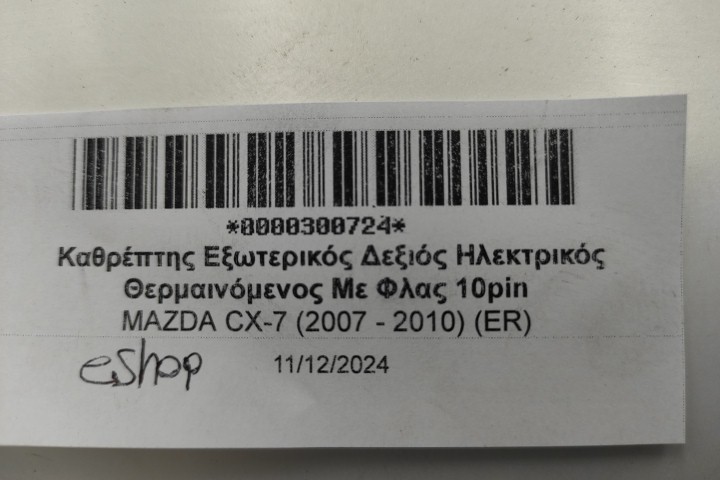 *0000300724*
Καθρέπτης Εξωτερικός Δεξιός Ηλεκτρικός
Θερμαινόμενος Με Φλας 10pin
MAZDA CX-7 (2007 - 2010) (ER)
eshop 11/12/2024